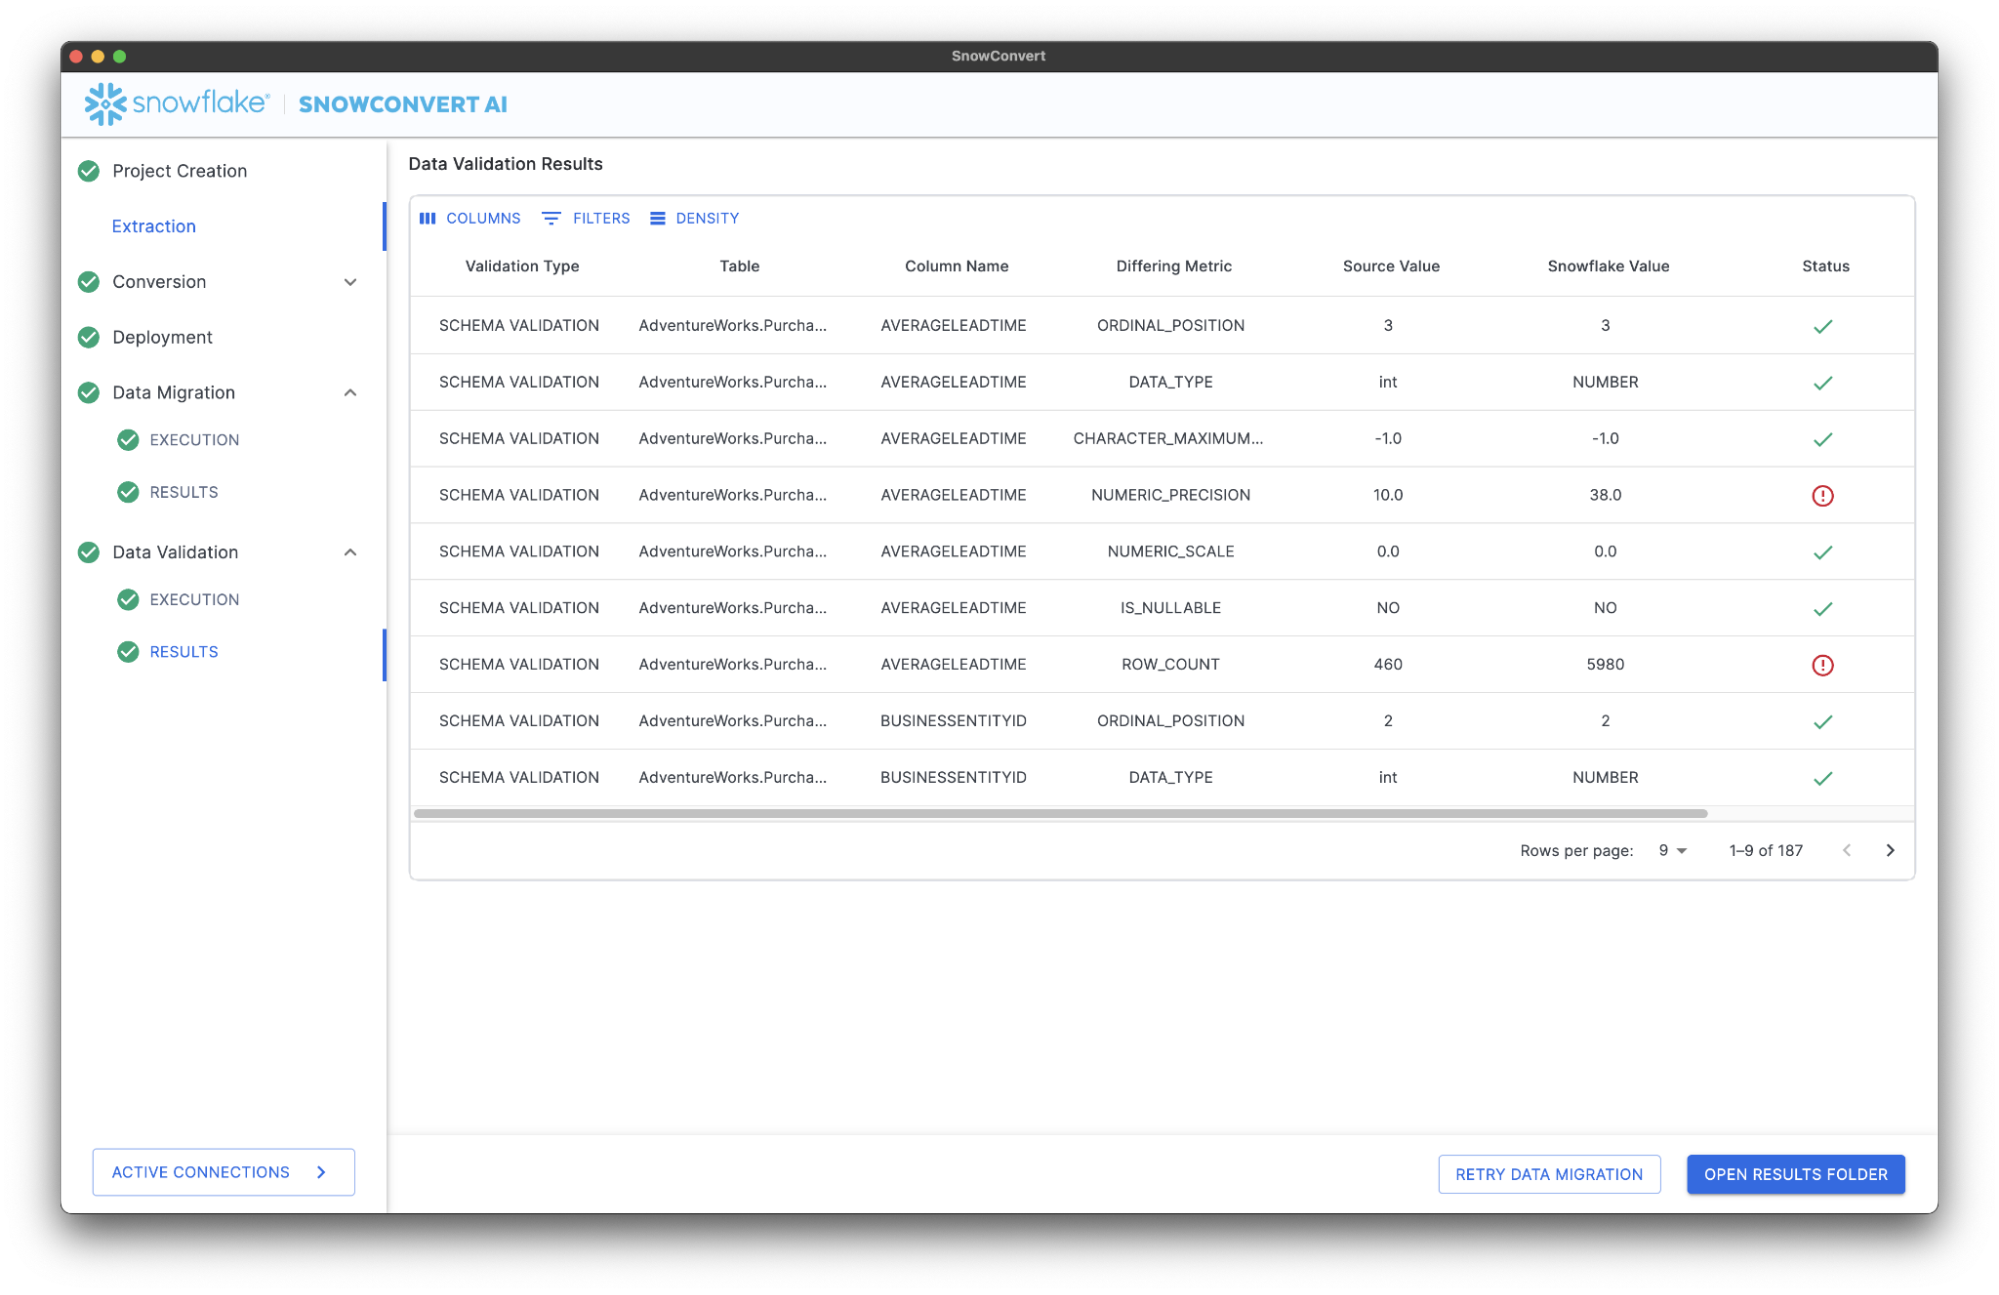 SnowConvert
snowflake® SNOWCONVERT AI
Project Creation
Extraction
Conversion
Deployment
Data Migration
EXECUTION
RESULTS
Data Validation
EXECUTION
RESULTS
ACTIVE CONNECTIONS
Data Validation Results
COLUMNS FILTERS DENSITY
Validation Type Table Column Name Differing Metric Source Value Snowflake Value Status
SCHEMA VALIDATION AdventureWorks.Purcha... AVERAGELEADTIME ORDINAL_POSITION 3 3
SCHEMA VALIDATION AdventureWorks.Purcha... AVERAGELEADTIME DATA_TYPE int NUMBER
SCHEMA VALIDATION AdventureWorks.Purcha... AVERAGELEADTIME CHARACTER_MAXIMUM... -1.0 -1.0
SCHEMA VALIDATION AdventureWorks.Purcha... AVERAGELEADTIME NUMERIC_PRECISION 10.0 38.0
SCHEMA VALIDATION AdventureWorks.Purcha... AVERAGELEADTIME NUMERIC_SCALE 0.0 0.0
SCHEMA VALIDATION AdventureWorks.Purcha... AVERAGELEADTIME IS_NULLABLE NO NO
SCHEMA VALIDATION AdventureWorks.Purcha... AVERAGELEADTIME ROW_COUNT 460 5980
SCHEMA VALIDATION AdventureWorks.Purcha... BUSINESSENTITYID ORDINAL_POSITION 2 2
SCHEMA VALIDATION AdventureWorks.Purcha... BUSINESSENTITYID DATA_TYPE int NUMBER
Rows per page: 9 1–9 of 187
RETRY DATA MIGRATION OPEN RESULTS FOLDER